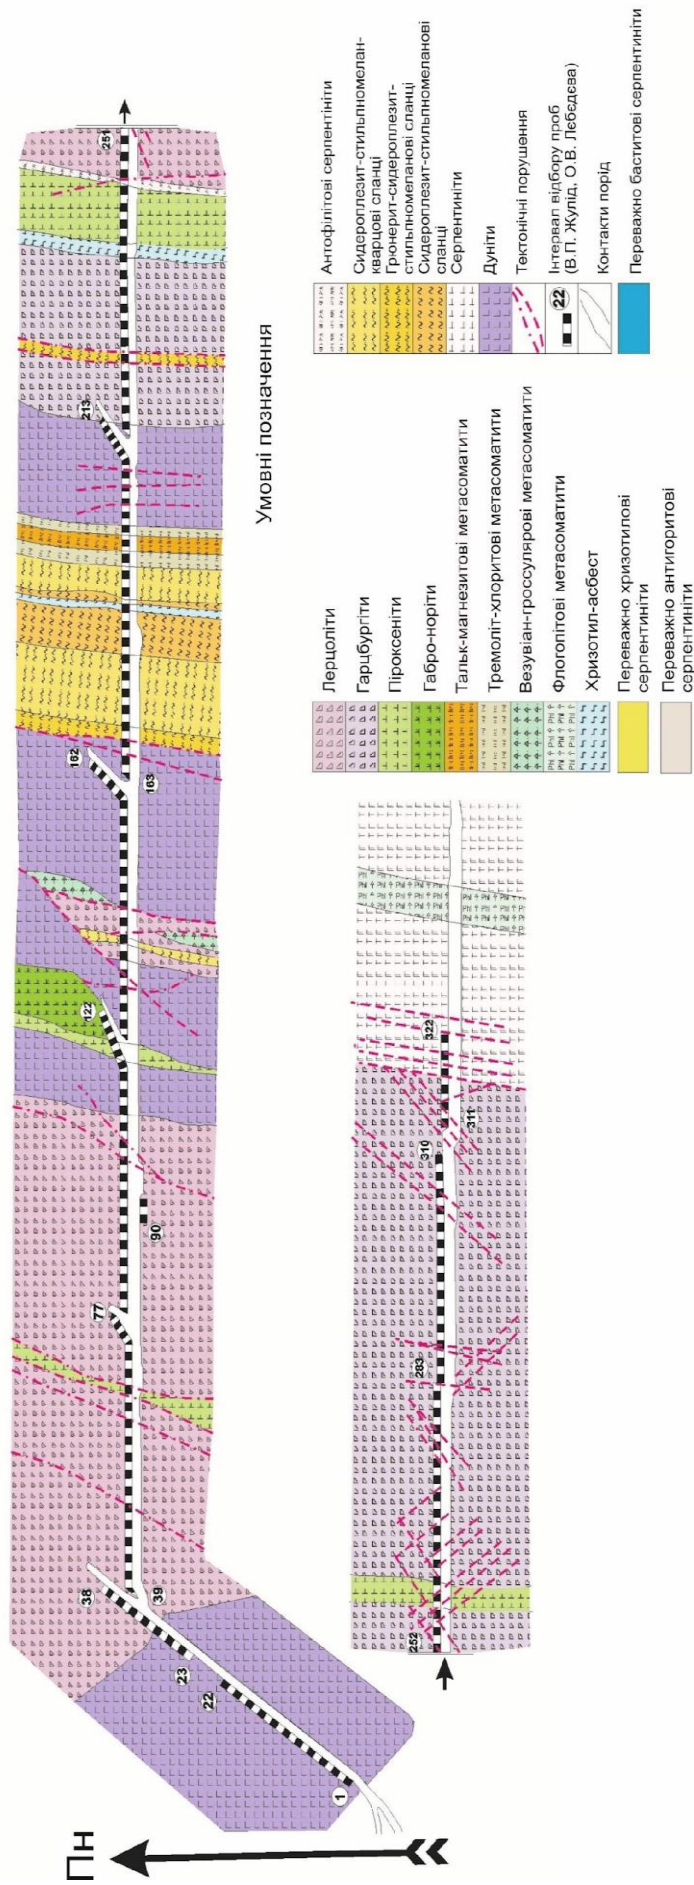 Пн
1
22
23
38
39
77
90
122
162
163
213
251
252
283
310
311
322
Умовні позначення
Лерцоліти
Гарцбургіти
Піроксеніти
Габро-норіти
Тальк-магнезитові метасоматити
Тремоліт-хлоритові метасоматити
Везувіан-гроссулярові метасоматити
Флогопітові метасоматити
Хризотил-асбест
Переважно хризотилові
серпентиніти
Переважно антигоритові
серпентиніти
Антофілітові серпентиніти
Сидероплезит-стильпномелан-
кварцові сланці
Грюнерит-сидероплезит-
стильпномеланові сланці
Сидероплезит-стильпномеланові
сланці
Серпентиніти
Дуніти
Тектонічні порушення
22
Інтервал відбору проб
(В.П. Жулід, О.В. Лєбєдєва)
Контакти порід
Переважно баститові серпентиніти